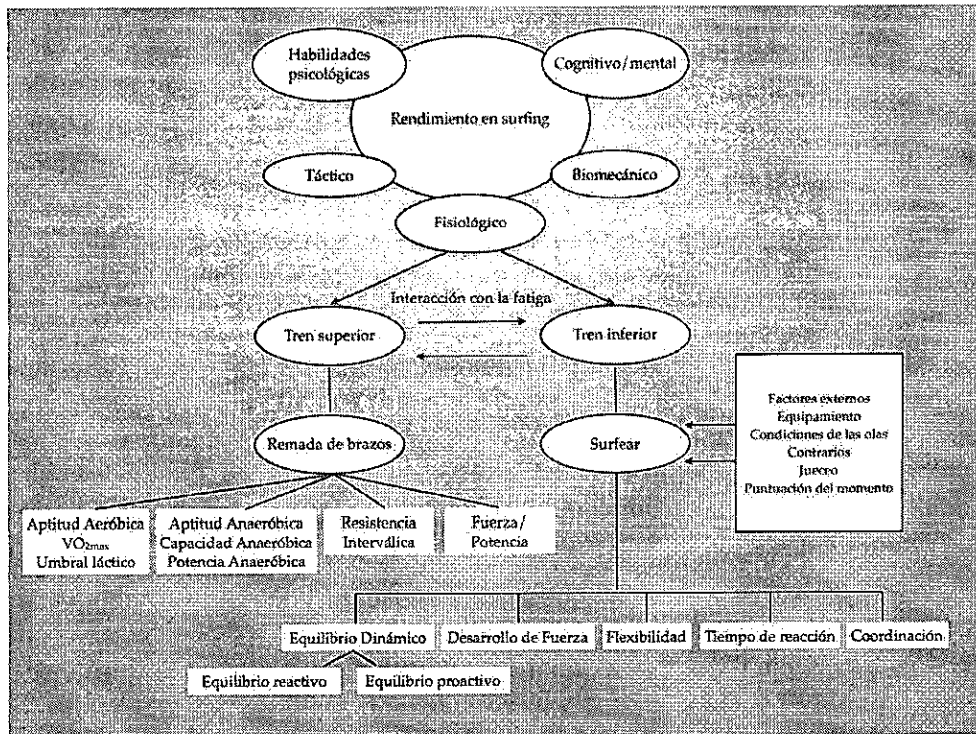 Habilidades
psicológicas
Cognitivo/mental
Rendimiento en surfing
Táctico
Biomecánico
Fisiológico
Interacción con la fatiga
Tren superior
Tren inferior
Factores externos
Equipamiento
Condiciones de las olas
Contrarios
Jueceo
Puntuación del momento
Remada de brazos
Surfear
Aptitud Aeróbica
VO2max
Umbral láctico
Aptitud Anaeróbica
Capacidad Anaeróbica
Potencia Anaeróbica
Resistencia
Interválica
Fuerza/
Potencia
Equilibrio Dinámico
Desarrollo de Fuerza
Flexibilidad
Tiempo de reacción
Coordinación
Equilibrio reactivo
Equilibrio proactivo